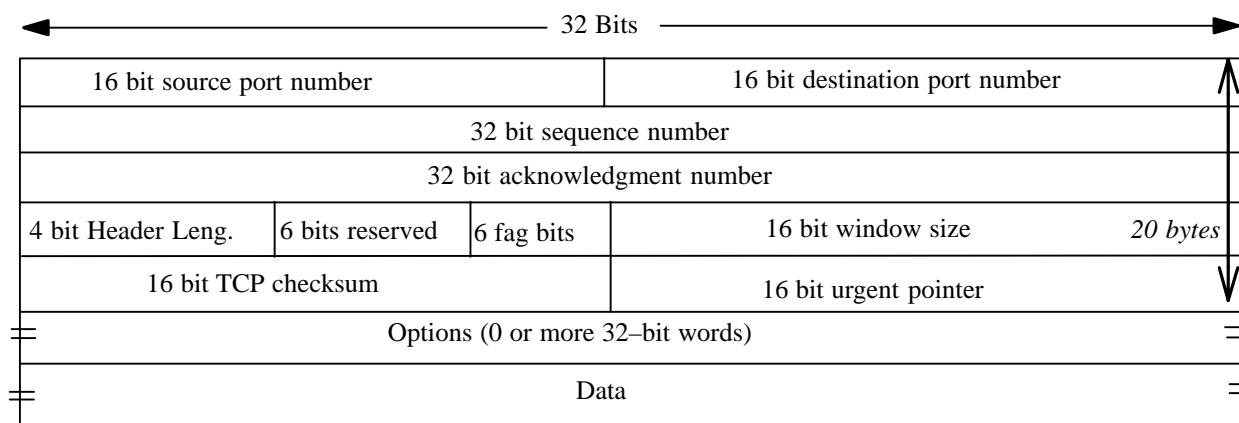 32 Bits
16 bit source port number
16 bit destination port number
32 bit sequence number
32 bit acknowledgment number
4 bit Header Leng.
6 bits reserved
6 fag bits
16 bit window size
20 bytes
16 bit TCP checksum
16 bit urgent pointer
Options (0 or more 32–bit words)
Data